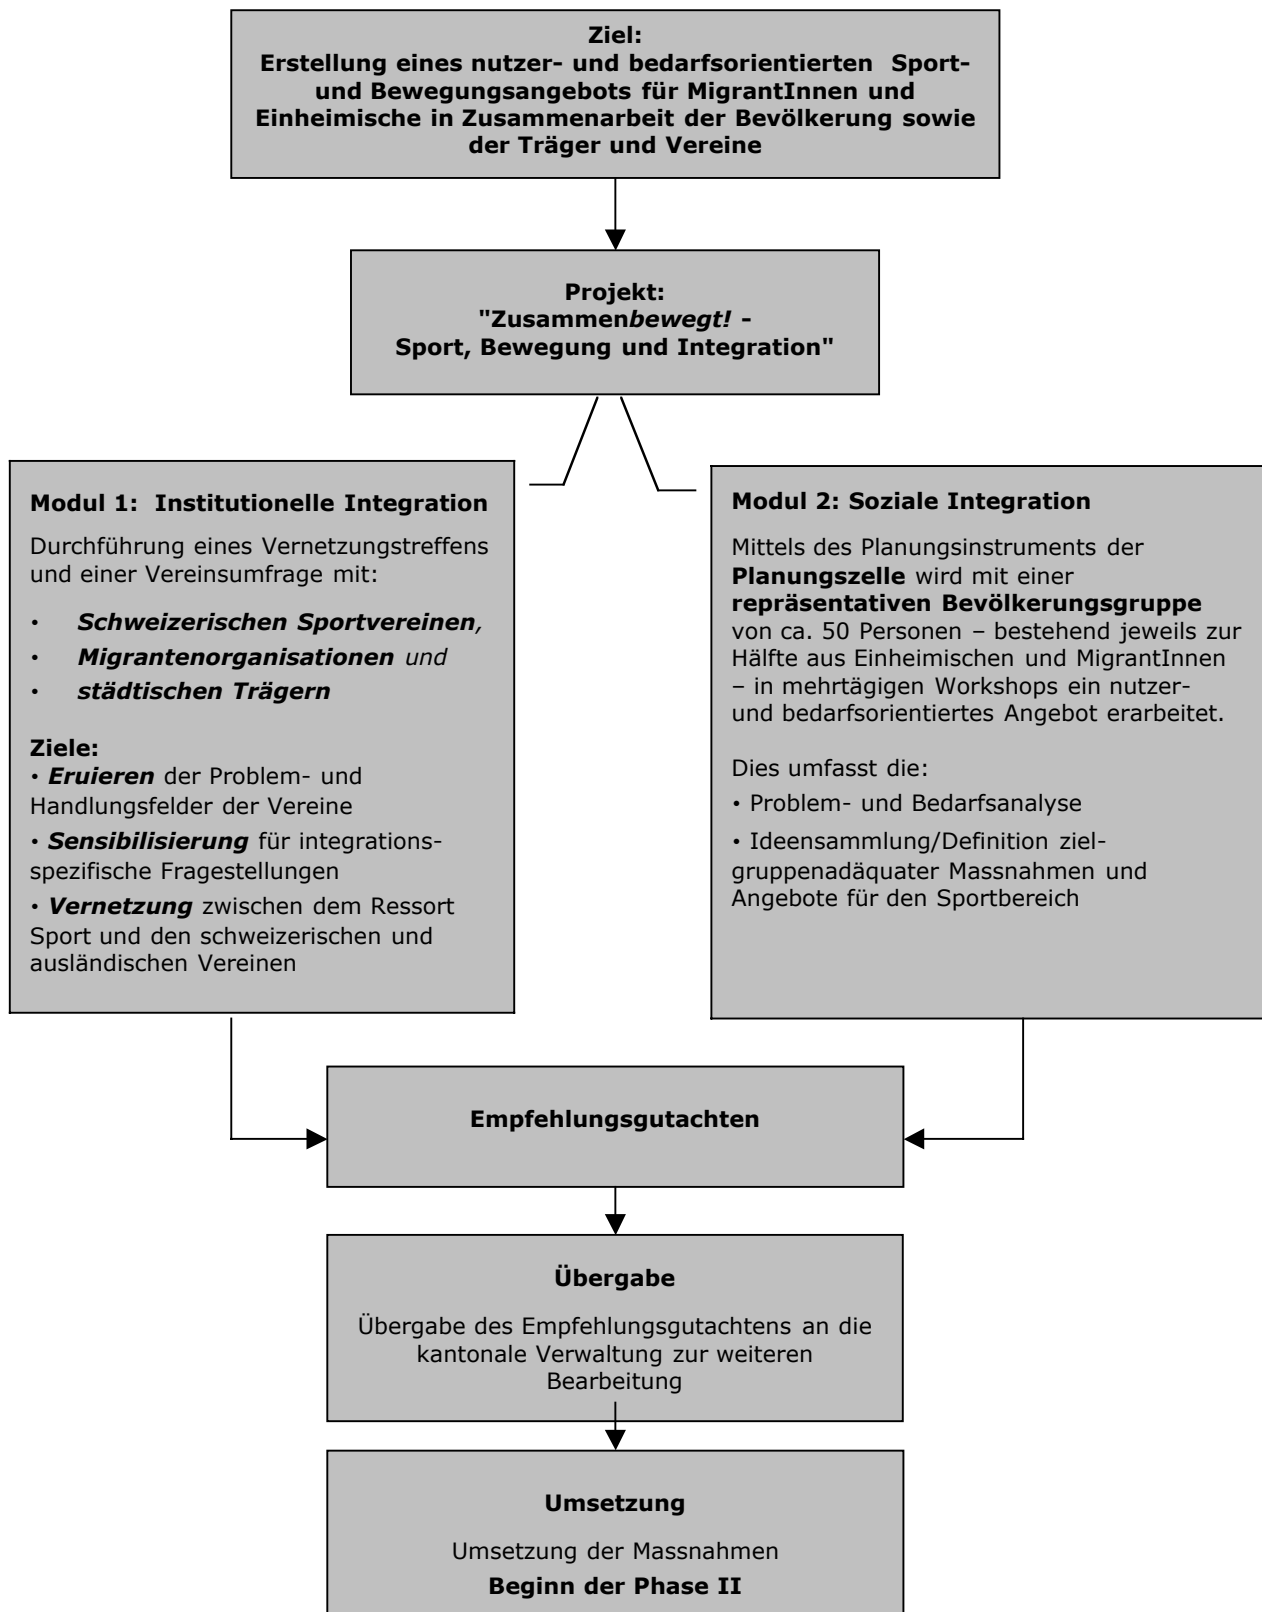 Ziel:
Erstellung eines nutzer- und bedarfsorientierten Sport-
und Bewegungsangebots für MigrantInnen und
Einheimische in Zusammenarbeit der Bevölkerung sowie
der Träger und Vereine
Projekt:
"Zusammenbewegt! -
Sport, Bewegung und Integration"
Modul 1: Institutionelle Integration
Durchführung eines Vernetzungstreffens
und einer Vereinsumfrage mit:
• Schweizerischen Sportvereinen,
• Migrantenorganisationen und
• städtischen Trägern
Ziele:
• Eruieren der Problem- und
Handlungsfelder der Vereine
• Sensibilisierung für integrations-
spezifische Fragestellungen
• Vernetzung zwischen dem Ressort
Sport und den schweizerischen und
ausländischen Vereinen
Modul 2: Soziale Integration
Mittels des Planungsinstruments der
Planungszelle wird mit einer
repräsentativen Bevölkerungsgruppe
von ca. 50 Personen – bestehend jeweils zur
Hälfte aus Einheimischen und MigrantInnen
– in mehrtägigen Workshops ein nutzer-
und bedarfsorientiertes Angebot erarbeitet.
Dies umfasst die:
• Problem- und Bedarfsanalyse
• Ideensammlung/Definition ziel-
gruppenadäquater Massnahmen und
Angebote für den Sportbereich
Empfehlungsgutachten
Übergabe
Übergabe des Empfehlungsgutachtens an die
kantonale Verwaltung zur weiteren
Bearbeitung
Umsetzung
Umsetzung der Massnahmen
Beginn der Phase II